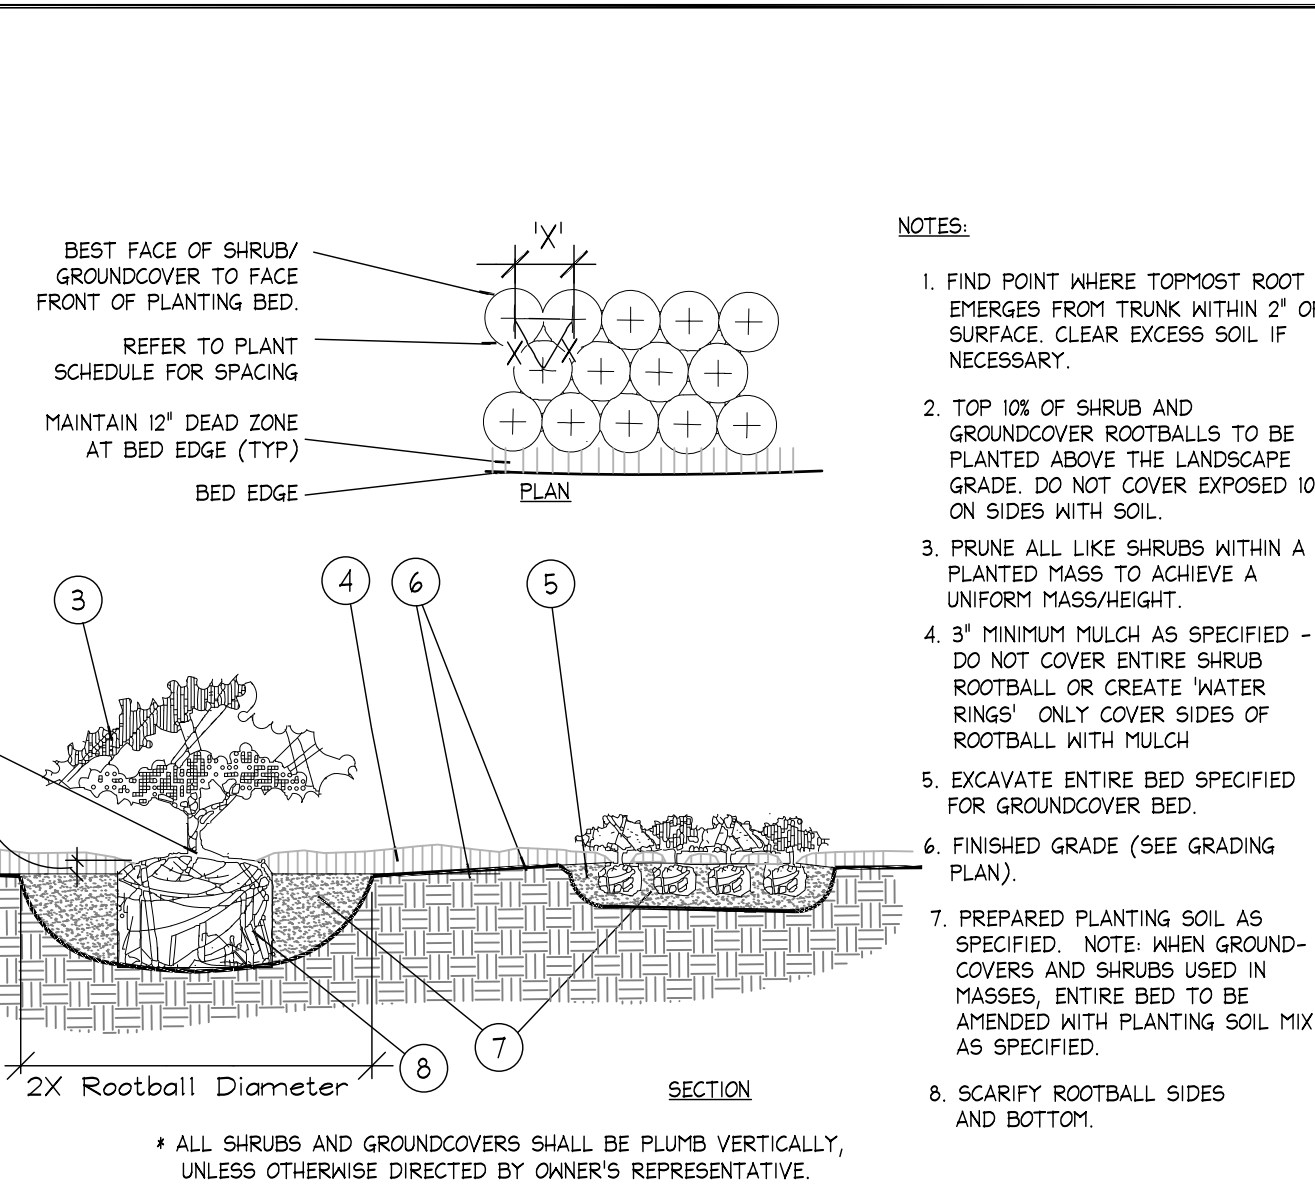 'X'
BEST FACE OF SHRUB/
GROUNDCOVER TO FACE
FRONT OF PLANTING BED.
REFER TO PLANT
SCHEDULE FOR SPACING
X
X
MAINTAIN 12" DEAD ZONE
AT BED EDGE (TYP)
BED EDGE
PLAN
3
4
6
5
7
8
2X Rootball Diameter
SECTION
* ALL SHRUBS AND GROUNDCOVERS SHALL BE PLUMB VERTICALLY,
UNLESS OTHERWISE DIRECTED BY OWNER'S REPRESENTATIVE.
NOTES:
1. FIND POINT WHERE TOPMOST ROOT
EMERGES FROM TRUNK WITHIN 2" OF
SURFACE. CLEAR EXCESS SOIL IF
NECESSARY.
2. TOP 10% OF SHRUB AND
GROUNDCOVER ROOTBALLS TO BE
PLANTED ABOVE THE LANDSCAPE
GRADE. DO NOT COVER EXPOSED 10
ON SIDES WITH SOIL.
3. PRUNE ALL LIKE SHRUBS WITHIN A
PLANTED MASS TO ACHIEVE A
UNIFORM MASS/HEIGHT.
4. 3" MINIMUM MULCH AS SPECIFIED -
DO NOT COVER ENTIRE SHRUB
ROOTBALL OR CREATE 'WATER
RINGS' ONLY COVER SIDES OF
ROOTBALL WITH MULCH
5. EXCAVATE ENTIRE BED SPECIFIED
FOR GROUNDCOVER BED.
6. FINISHED GRADE (SEE GRADING
PLAN).
7. PREPARED PLANTING SOIL AS
SPECIFIED. NOTE: WHEN GROUND-
COVERS AND SHRUBS USED IN
MASSES, ENTIRE BED TO BE
AMENDED WITH PLANTING SOIL MIX
AS SPECIFIED.
8. SCARIFY ROOTBALL SIDES
AND BOTTOM.